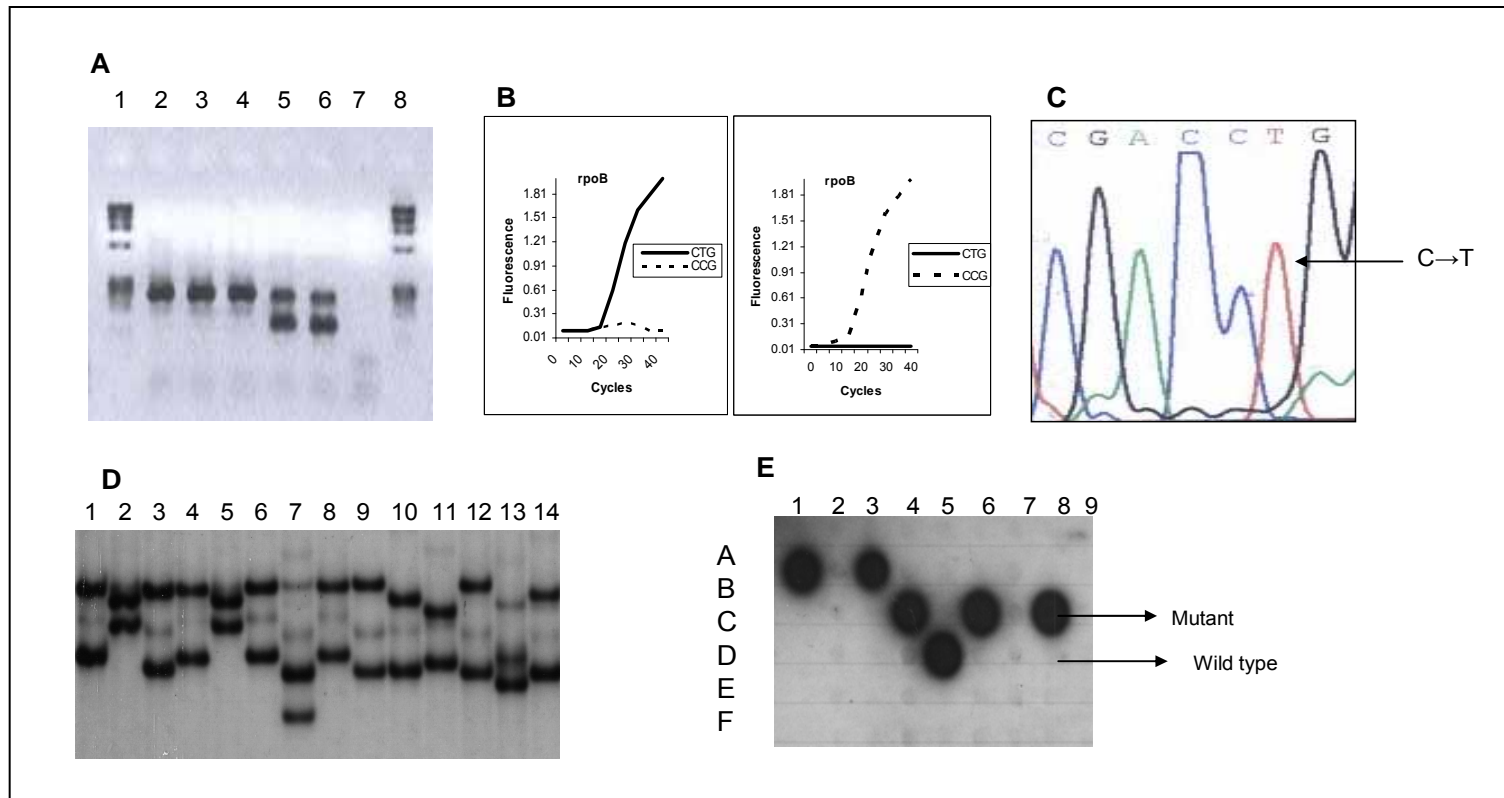 A
1 2 3 4 5 6 7 8
B
rpoB
1.81
1.51
1.21
0.91
0.61
0.31
0.01
Fluorescence
0 10 20 30 40
Cycles
CTG
CCG
rpoB
1.81
1.51
1.21
0.91
0.61
0.31
0.01
Fluorescence
0 10 20 30 40
Cycles
CTG
CCG
C
C G A C C T G
C→T
D
1 2 3 4 5 6 7 8 9 10 11 12 13 14
E
1 2 3 4 5 6 7 8 9
A
B
C
D
E
F
Mutant
Wild type